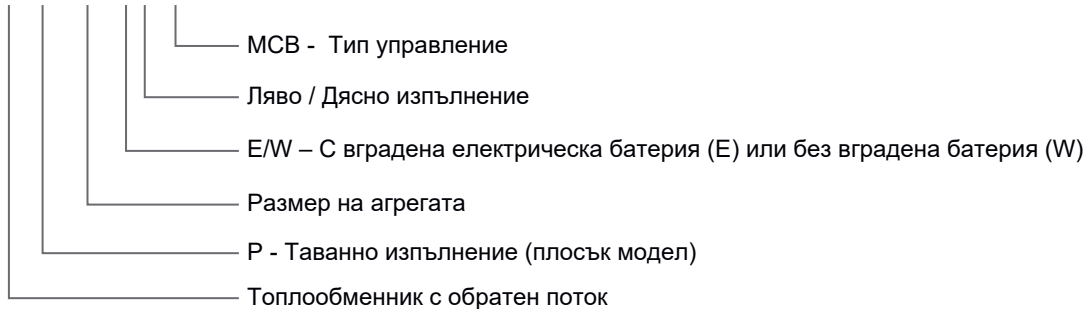 MCB - Тип управление
Ляво / Дясно изпълнение
E/W – С вградена електрическа батерия (E) или без вградена батерия (W)
Размер на агрегата
P - Таванно изпълнение (плосък модел)
Топлообменник с обратен поток